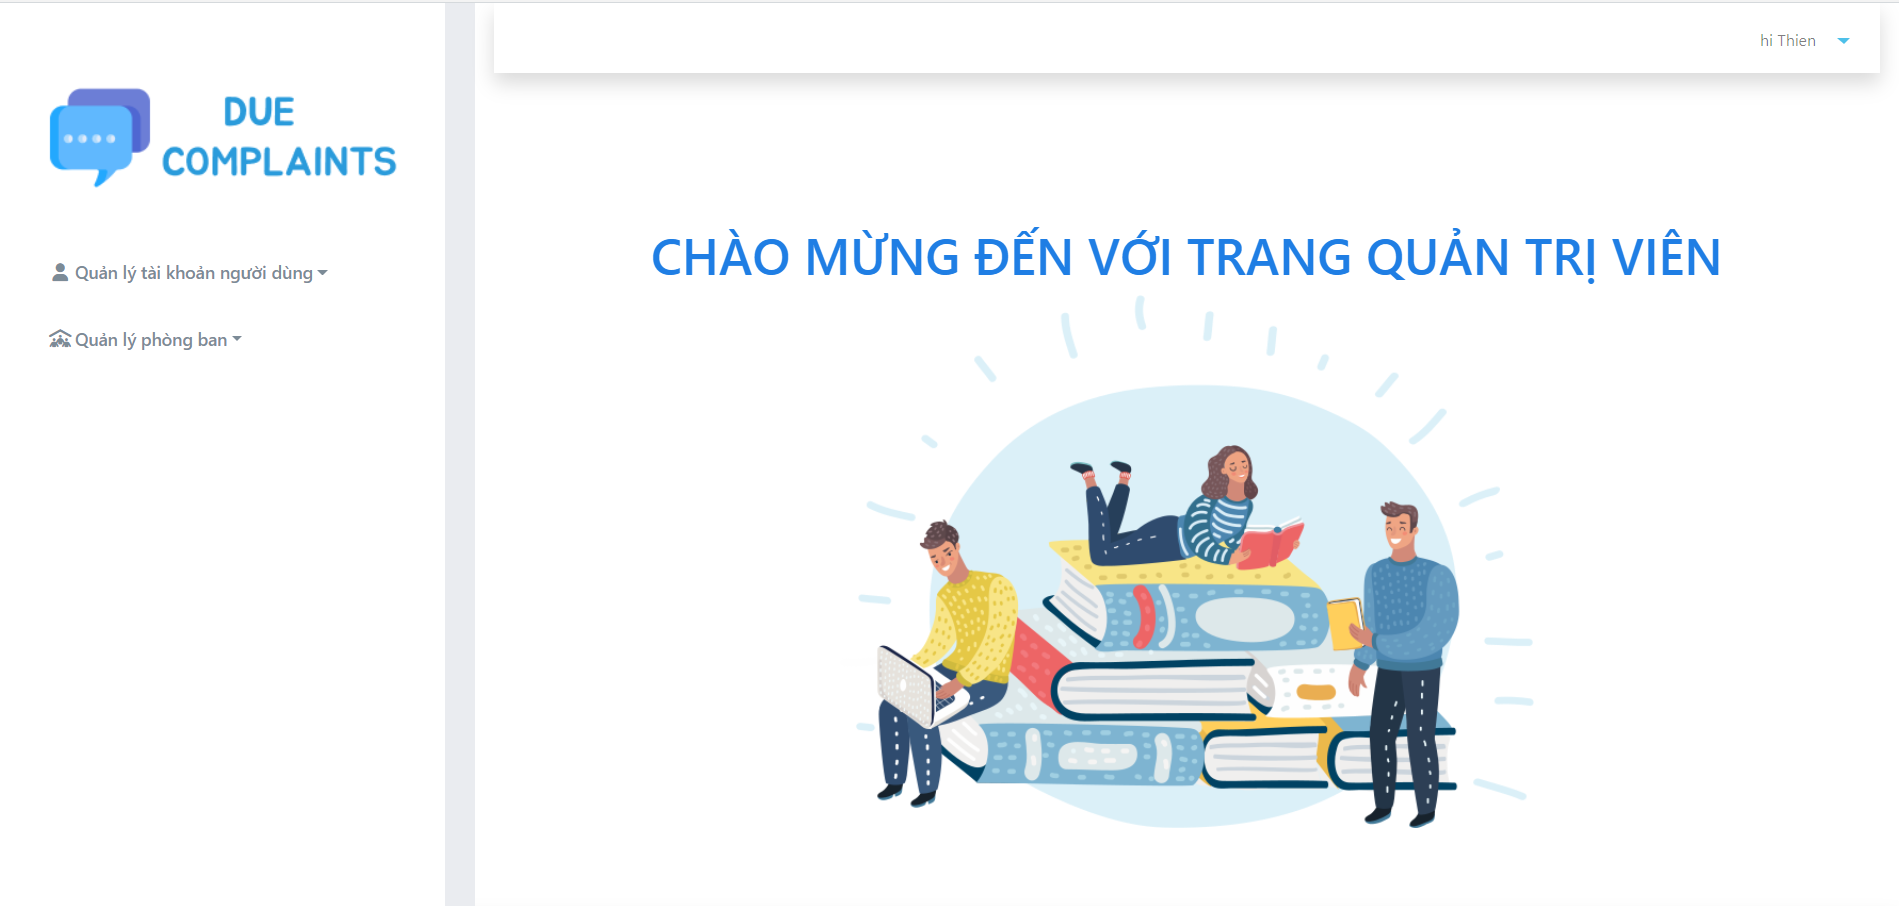 hi Thien
DUE
COMPLAINTS
Quản lý tài khoản người dùng
Quản lý phòng ban
CHÀO MỪNG ĐẾN VỚI TRANG QUẢN TRỊ VIÊN